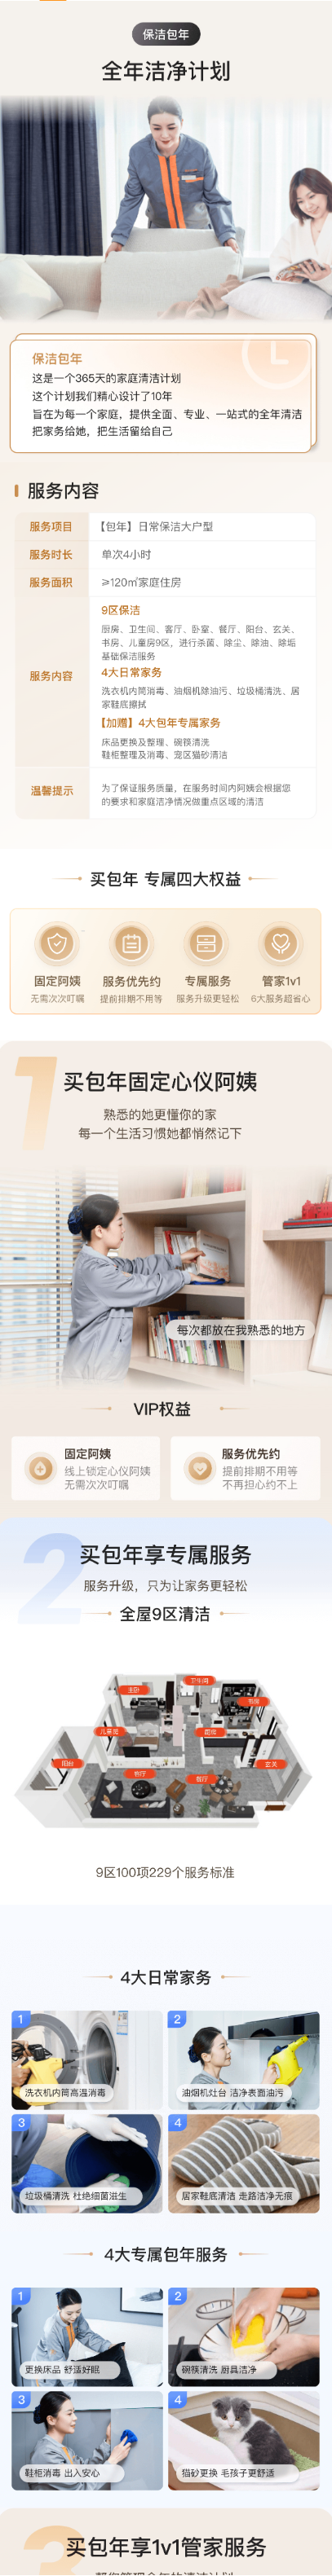 保洁包年
全年洁净计划
保洁包年
这是一个365天的家庭清洁计划
这个计划我们精心设计了10年
旨在为每一个家庭，提供全面、专业、一站式的全年清洁
把家务给她，把生活留给自己
服务内容
服务项目 【包年】日常保洁大户型
服务时长 单次4小时
服务面积 ≥120㎡家庭住房
服务内容
9区保洁
厨房、卫生间、客厅、卧室、餐厅、阳台、玄关、
书房、儿童房9区，进行杀菌、除尘、除油、除垢
基础保洁服务
4大日常家务
洗衣机内筒消毒、油烟机除油污、垃圾桶清洗、居
家鞋底擦拭
【加赠】4大包年专属家务
床品更换及整理、碗筷清洗
鞋柜整理及消毒、宠区猫砂清洁
温馨提示
为了保证服务质量，在服务时间内阿姨会根据您
的要求和家庭洁净情况做重点区域的清洁
买包年 专属四大权益
固定阿姨 服务优先约 专属服务 管家1v1
无需次次叮嘱 提前排期不用等 服务升级更轻松 6大服务超省心
1
买包年固定心仪阿姨
熟悉的她更懂你的家
每一个生活习惯她都悄然记下
每次都放在我熟悉的地方
VIP权益
固定阿姨
线上锁定心仪阿姨
无需次次叮嘱
服务优先约
提前排期不用等
不再担心约不上
2
买包年享专属服务
服务升级，只为让家务更轻松
全屋9区清洁
卫生间
主卧
书房
儿童房
厨房
阳台
玄关
客厅
餐厅
9区100项229个服务标准
4大日常家务
1
洗衣机内筒高温消毒
2
油烟机灶台 洁净表面油污
3
垃圾桶清洗 杜绝细菌滋生
4
居家鞋底清洁 走路洁净无痕
4大专属包年服务
1
更换床品 舒适好眠
2
碗筷清洗 厨具洁净
3
鞋柜消毒 出入安心
4
猫砂更换 毛孩子更舒适
3
买包年享1v1管家服务